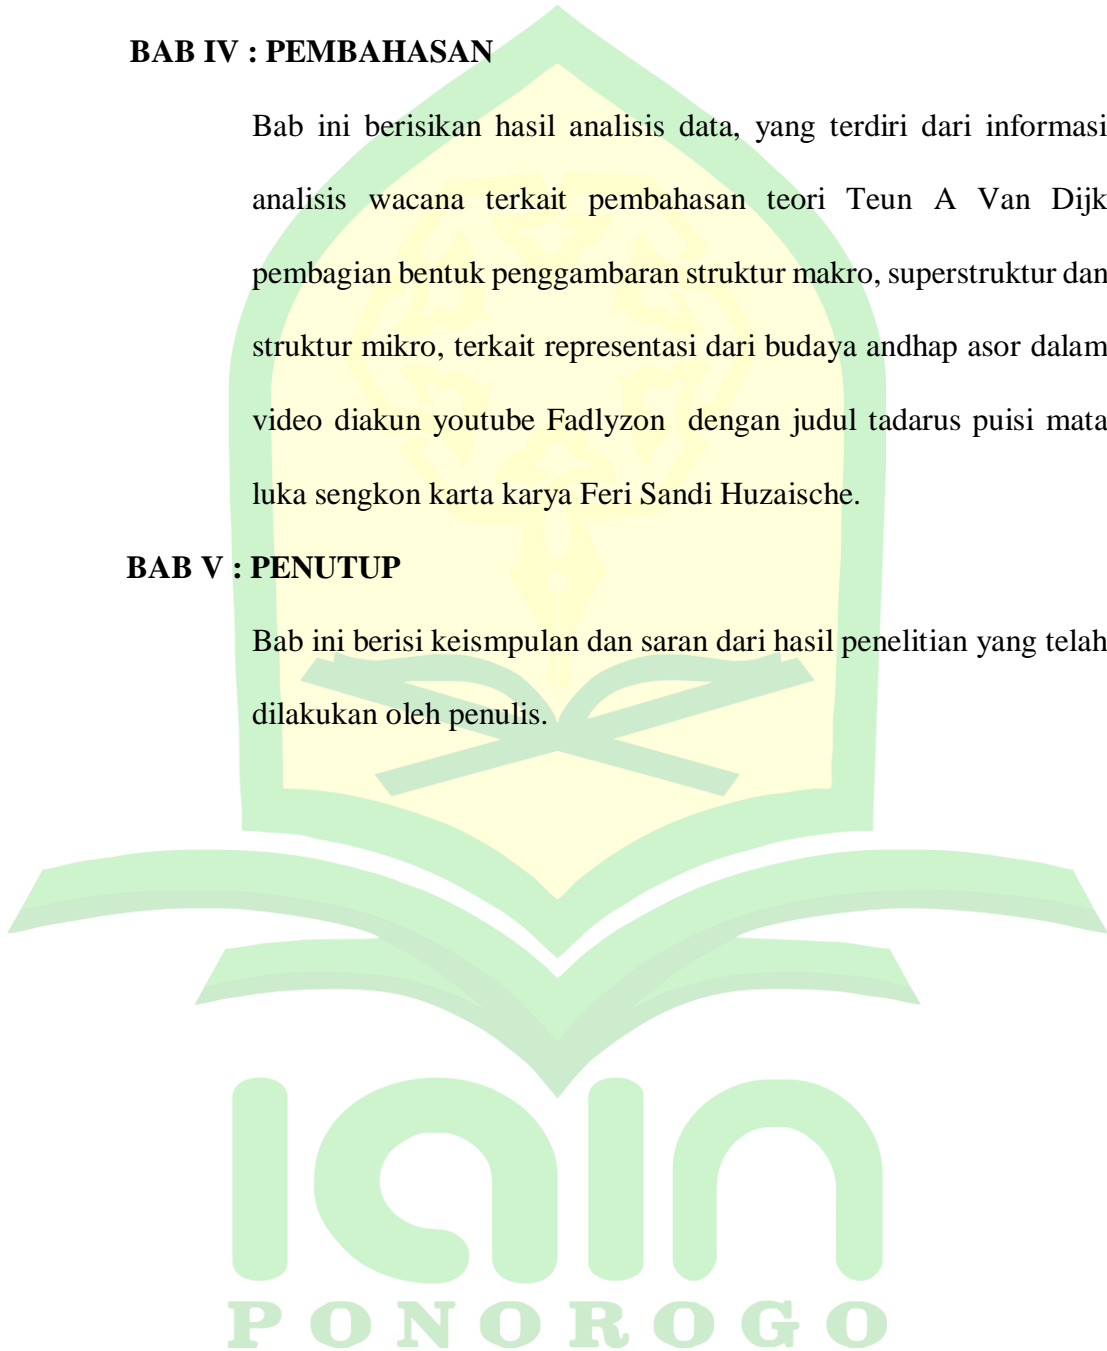 BAB IV : PEMBAHASAN
Bab ini berisikan hasil analisis data, yang terdiri dari informasi
analisis wacana terkait pembahasan teori Teun A Van Dijk
pembagian bentuk penggambaran struktur makro, superstruktur dan
struktur mikro, terkait representasi dari budaya andhap asor dalam
video diakun youtube Fadlyzon dengan judul tadarus puisi mata
luka sengkon karta karya Feri Sandi Huzaische.
BAB V : PENUTUP
Bab ini berisi keismpulan dan saran dari hasil penelitian yang telah
dilakukan oleh penulis.
iain
PONOROGO